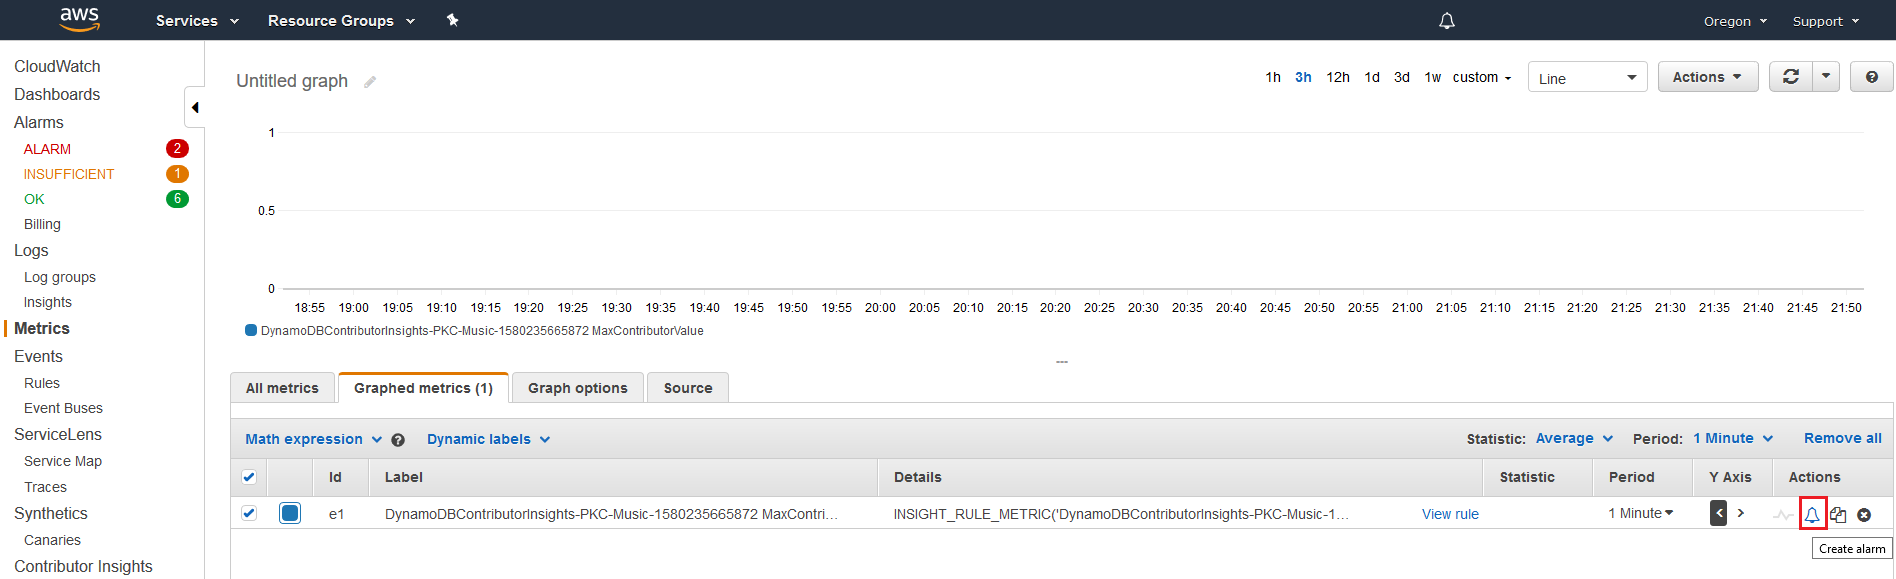 aws Services Resource Groups Oregon Support
CloudWatch
Dashboards
Alarms
ALARM 2
INSUFFICIENT 1
OK 6
Billing
Logs
Log groups
Insights
Metrics
Events
Rules
Event Buses
ServiceLens
Service Map
Traces
Synthetics
Canaries
Contributor Insights
Untitled graph 1h 3h 12h 1d 3d 1w custom Line Actions ?
1
0.5
0
18:55 19:00 19:05 19:10 19:15 19:20 19:25 19:30 19:35 19:40 19:45 19:50 19:55 20:00 20:05 20:10 20:15 20:20 20:25 20:30 20:35 20:40 20:45 20:50 20:55 21:00 21:05 21:10 21:15 21:20 21:25 21:30 21:35 21:40 21:45 21:50
DynamoDBContributorInsights-PKC-Music-1580235665872 MaxContributorValue
All metrics Graphed metrics (1) Graph options Source
Math expression ? Dynamic labels Statistic: Average Period: 1 Minute Remove all
Id Label Details Statistic Period Y Axis Actions
e1 DynamoDBContributorInsights-PKC-Music-1580235665872 MaxContri... INSIGHT_RULE_METRIC('DynamoDBContributorInsights-PKC-Music-1... View rule 1 Minute < >
Create alarm